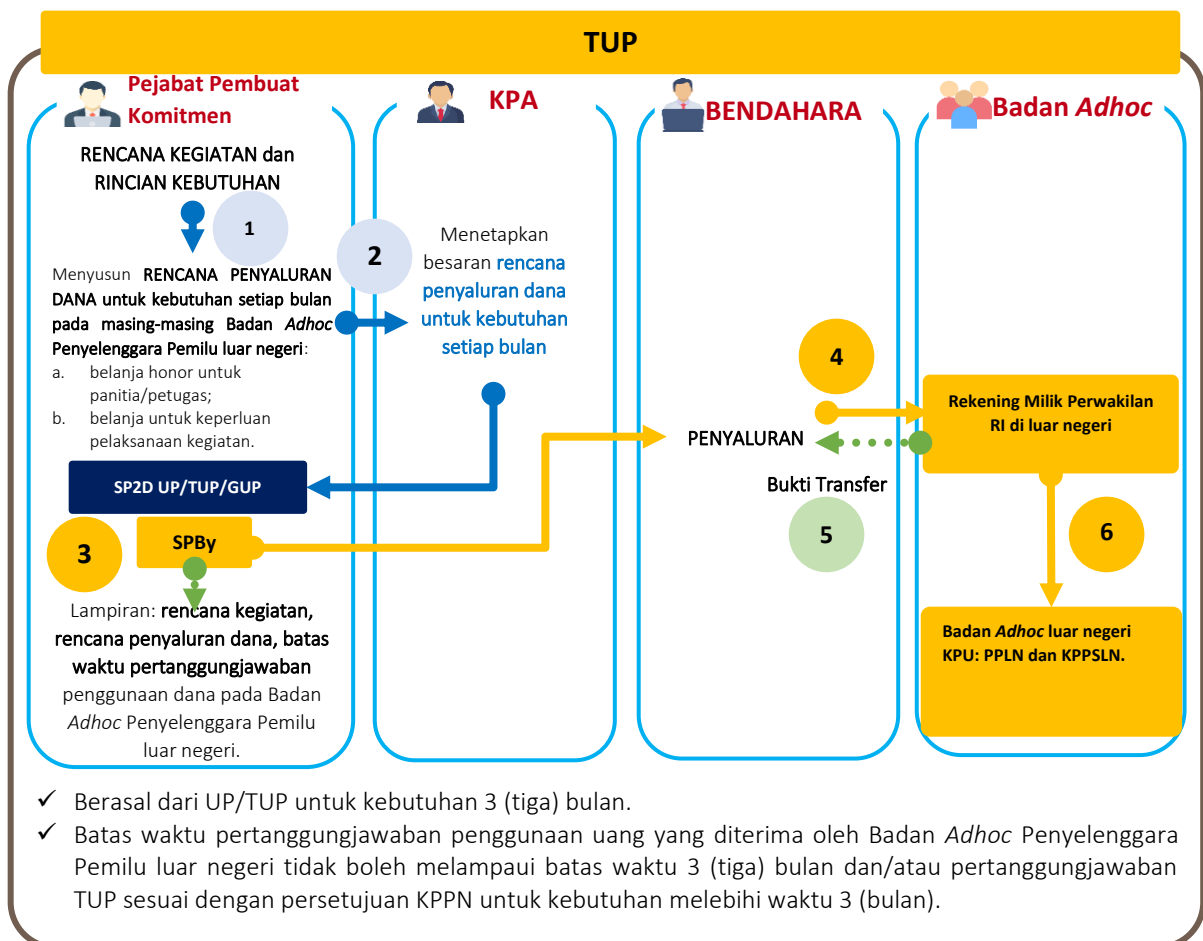 TUP
Pejabat Pembuat
Komitmen
RENCANA KEGIATAN dan
RINCIAN KEBUTUHAN
1
Menyusun RENCANA PENYALURAN
DANA untuk kebutuhan setiap bulan
pada masing-masing Badan Adhoc
Penyelenggara Pemilu luar negeri:
a. belanja honor untuk
panitia/petugas;
b. belanja untuk keperluan
pelaksanaan kegiatan.
SP2D UP/TUP/GUP
3
SPBy
Lampiran: rencana kegiatan,
rencana penyaluran dana, batas
waktu pertanggungjawaban
penggunaan dana pada Badan
Adhoc Penyelenggara Pemilu
luar negeri.
KPA
2
Menetapkan
besaran rencana
penyaluran dana
untuk kebutuhan
setiap bulan
BENDAHARA
4
PENYALURAN
Bukti Transfer
5
Badan Adhoc
Rekening Milik Perwakilan
RI di luar negeri
6
Badan Adhoc luar negeri
KPU: PPLN dan KPPSLN.
✓ Berasal dari UP/TUP untuk kebutuhan 3 (tiga) bulan.
✓ Batas waktu pertanggungjawaban penggunaan uang yang diterima oleh Badan Adhoc Penyelenggara
Pemilu luar negeri tidak boleh melampaui batas waktu 3 (tiga) bulan dan/atau pertanggungjawaban
TUP sesuai dengan persetujuan KPPN untuk kebutuhan melebihi waktu 3 (bulan).